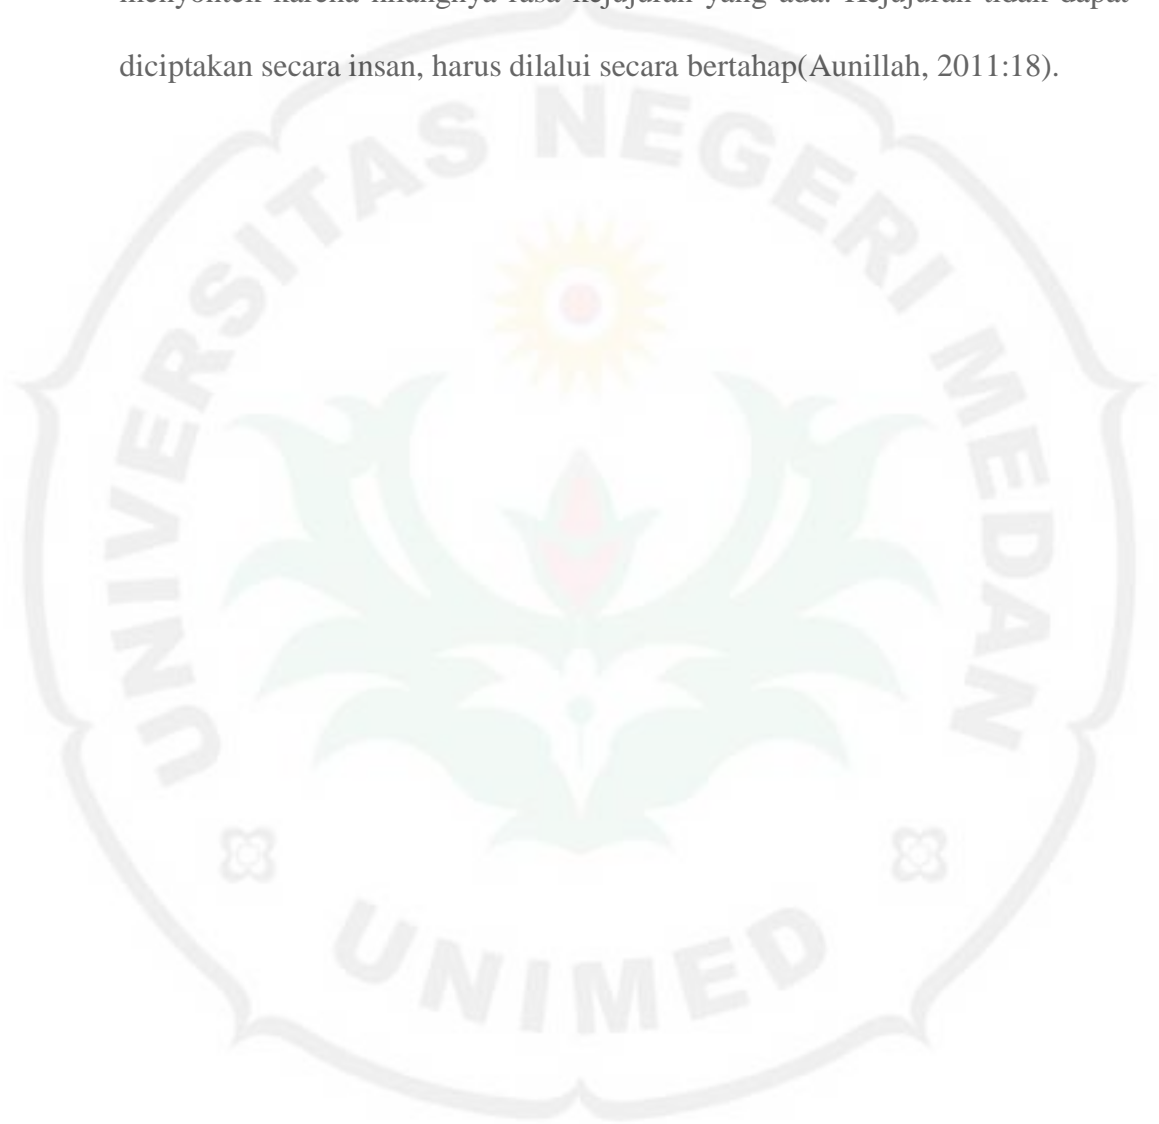 menyontek karena hilangnya rasa kejujuran yang ada. Kejujuran tidak dapat
diciptakan secara insan, harus dilalui secara bertahap(Aunillah, 2011:18).
UNIVERSITAS NEGERI MEDAN
UNIMED